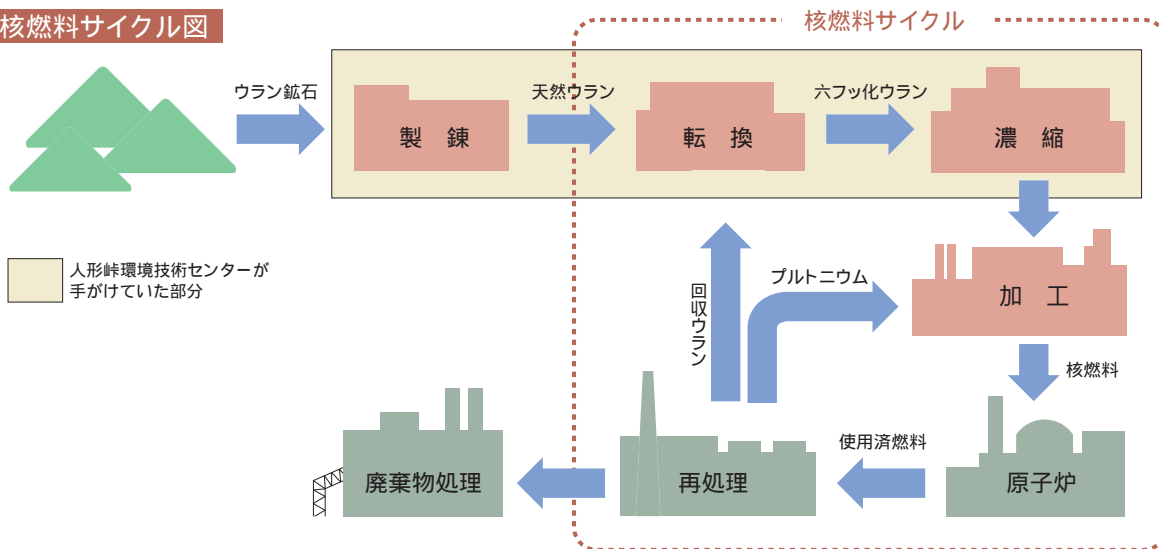 核燃料サイクル図
核燃料サイクル
ウラン鉱石
天然ウラン
六フッ化ウラン
製錬
転換
濃縮
人形峠環境技術センターが
手がけていた部分
回収ウラン
プルトニウム
加工
核燃料
使用済燃料
廃棄物処理
再処理
原子炉